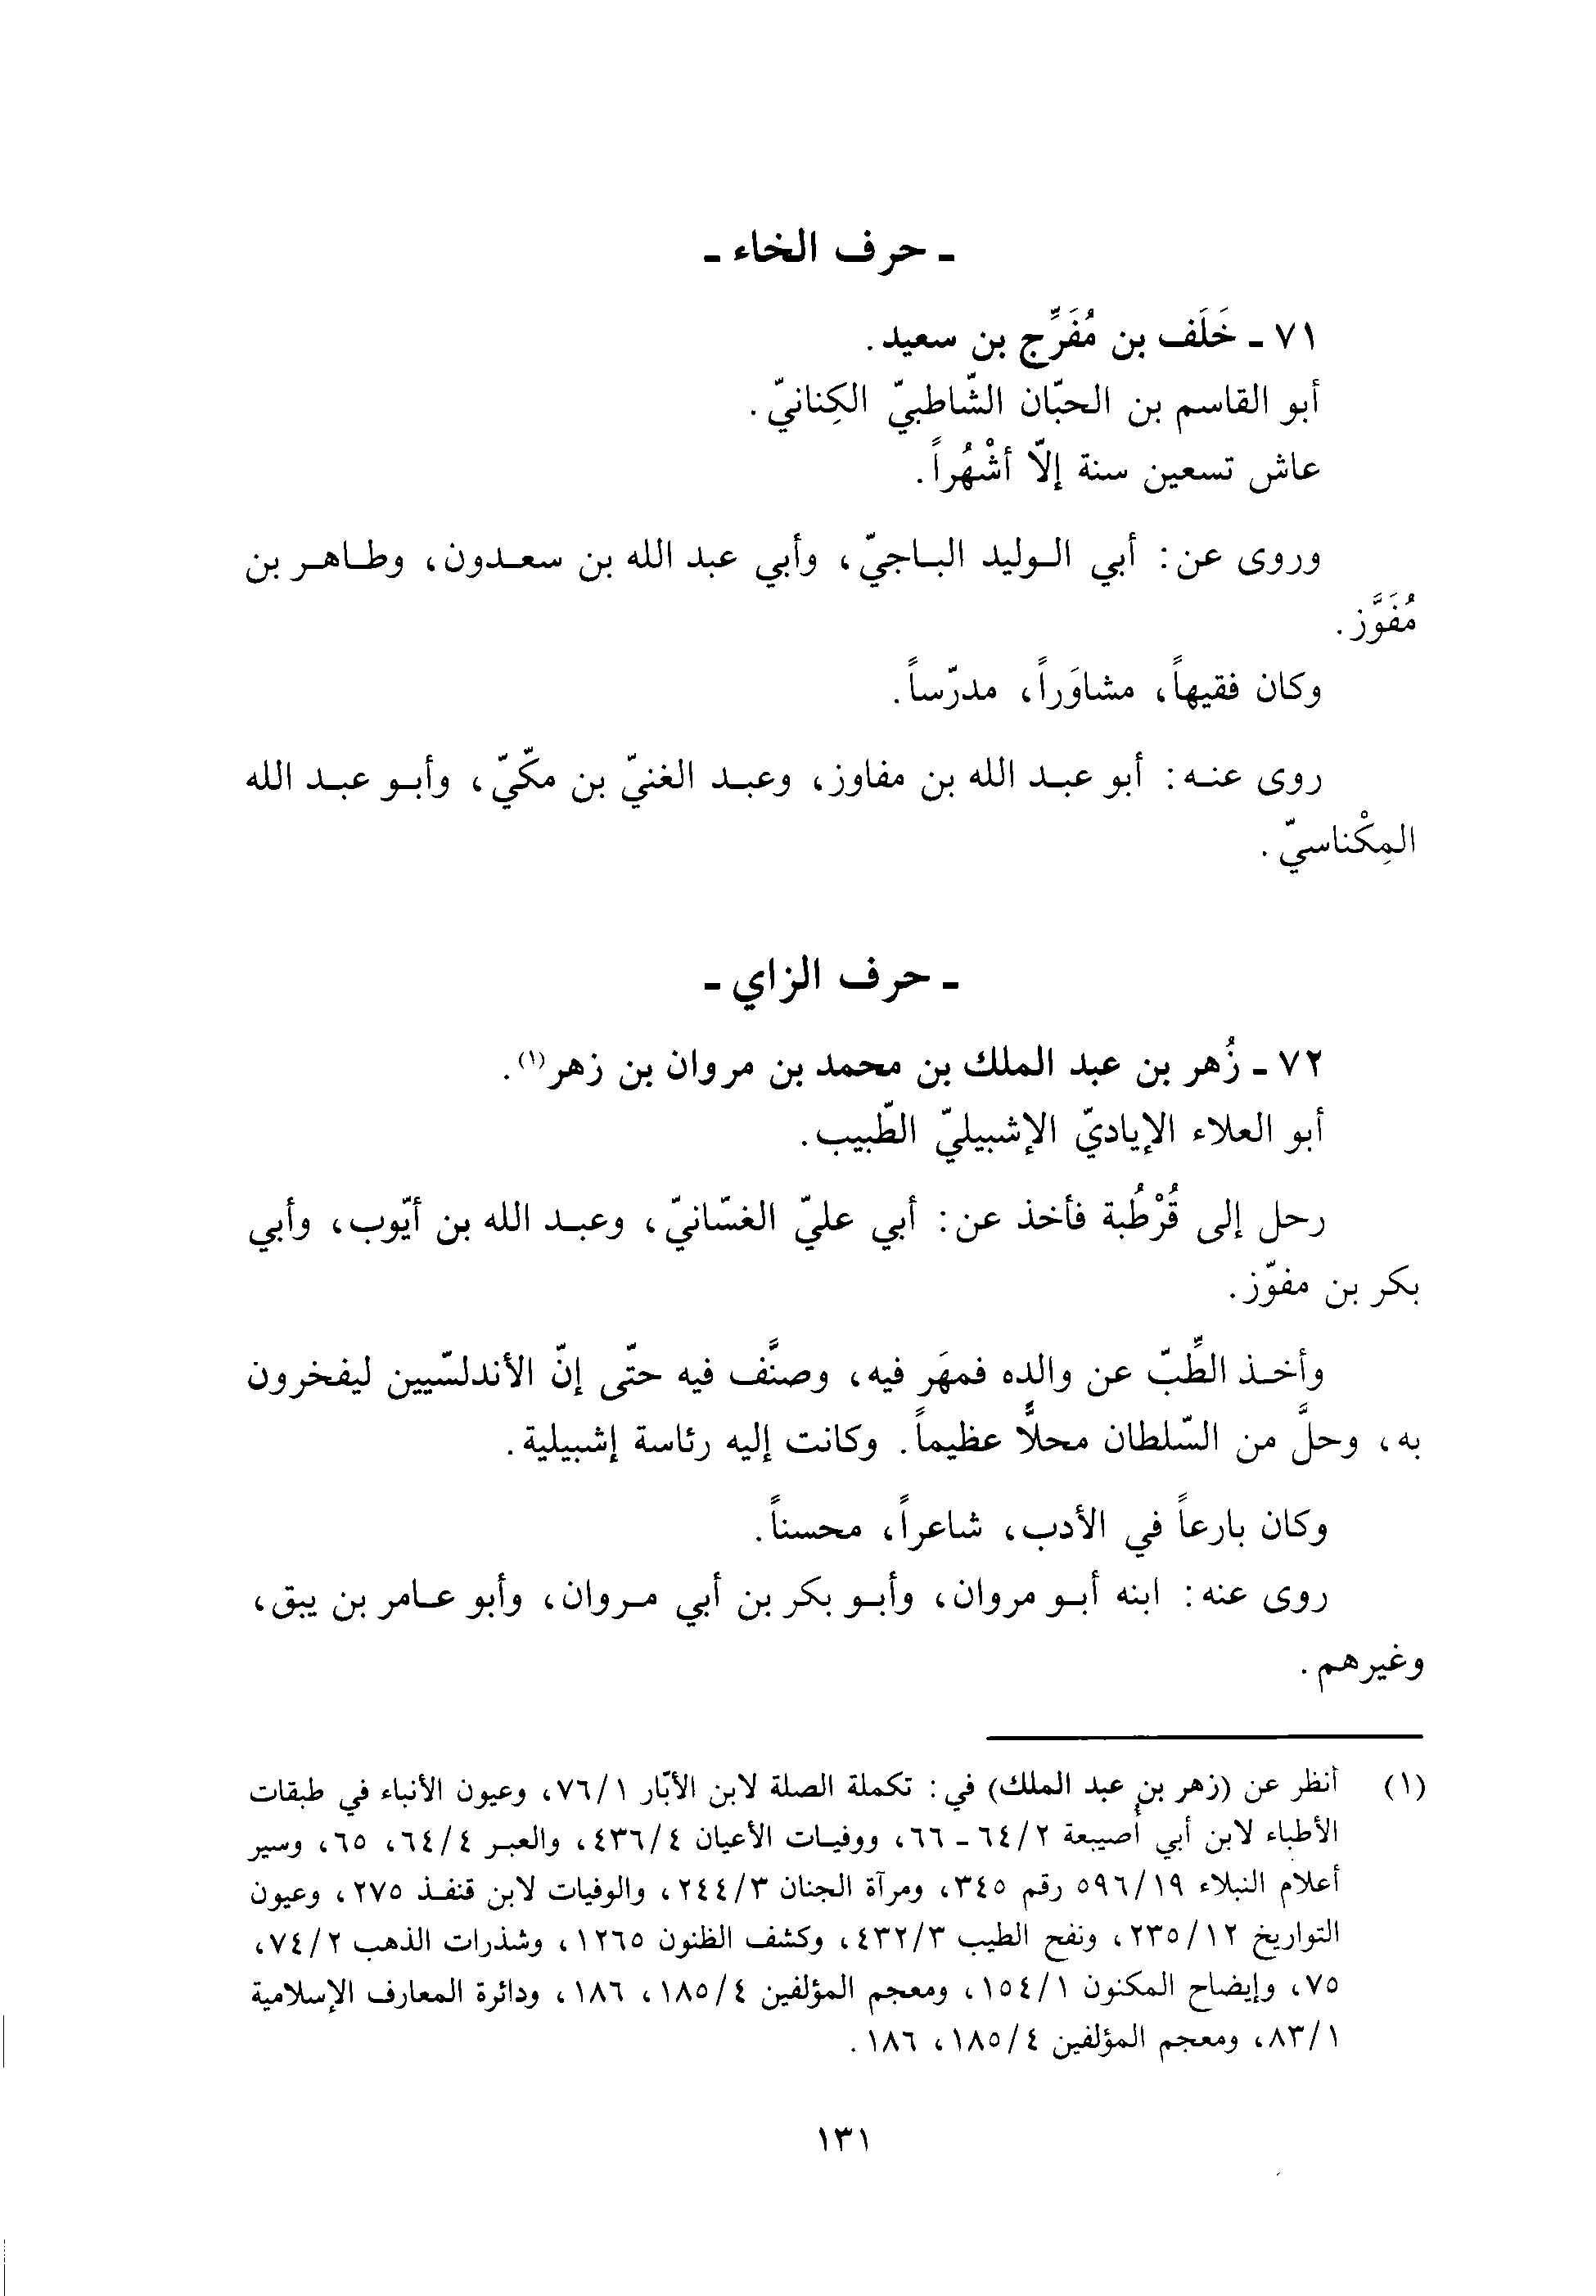 ـ حرف الخاء ـ
٧١ ـ خَلَف بن مُفَرِّج بن سعيد.
أبو القاسم بن الحبّان الشّاطبيّ الكِنانيّ.
عاش تسعين سنة إلاّ أشْهُراً.
وروى عن: أبي الوليد الباجيّ، وأبي عبد الله بن سعدون، وطاهر بن
مُفَوَّز.
وكان فقيهاً، مشاوَراً، مدرّساً.
روى عنه: أبو عبد الله بن مفاوز، وعبد الغنيّ بن مكّيّ، وأبو عبد الله
المِكْناسيّ.
ـ حرف الزاي ـ
٧٢ ـ زُهر بن عبد الملك بن محمد بن مروان بن زهر(١).
أبو العلاء الإياديّ الإشبيليّ الطّبيب.
رحل إلى قُرْطُبة فأخذ عن: أبي عليّ الغسّانيّ، وعبد الله بن أيّوب، وأبي
بكر بن مفوّز.
وأخذ الطِّبّ عن والده فمهَر فيه، وصنَّف فيه حتّى إنّ الأندلسّيين ليفخرون
به، وحلَّ من السّلطان محلاًّ عظيماً. وكانت إليه رئاسة إشبيلية.
وكان بارعاً في الأدب، شاعراً، محسناً.
روى عنه: ابنه أبو مروان، وأبو بكر بن أبي مروان، وأبو عامر بن يبق،
وغيرهم.
(١) أنظر عن (زهر بن عبد الملك) في: تكملة الصلة لابن الأبّار ٧٦/١، وعيون الأنباء في طبقات
الأطباء لابن أبي أُصيبعة ٦٤/٢ ـ ٦٦، ووفيات الأعيان ٤٣٦/٤، والعبر ٦٤/٤، ٦٥، وسير
أعلام النبلاء ٥٩٦/١٩ رقم ٣٤٥، ومرآة الجنان ٢٤٤/٣، والوفيات لابن قنفذ ٢٧٥، وعيون
التواريخ ٢٣٥/١٢، ونفح الطيب ٤٣٢/٣، وكشف الظنون ١٢٦٥، وشذرات الذهب ٧٤/٢،
٧٥، وإيضاح المكنون ١٥٤/١، ومعجم المؤلفين ١٨٥/٤، ١٨٦، ودائرة المعارف الإسلامية
٨٣/١، ومعجم المؤلفين ١٨٥/٤، ١٨٦.
١٣١